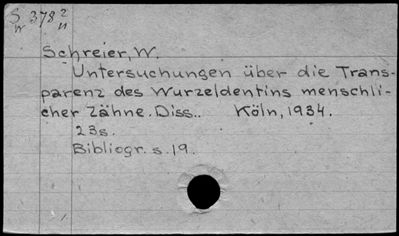 S 378 2
W n
Schreier, W.
Untersuchungen über die Trans-
parenz des Wurzeldentins menschli-
cher Zähne. Diss.. Köln, 1934.
23s.
Bibliogr. s. 19.